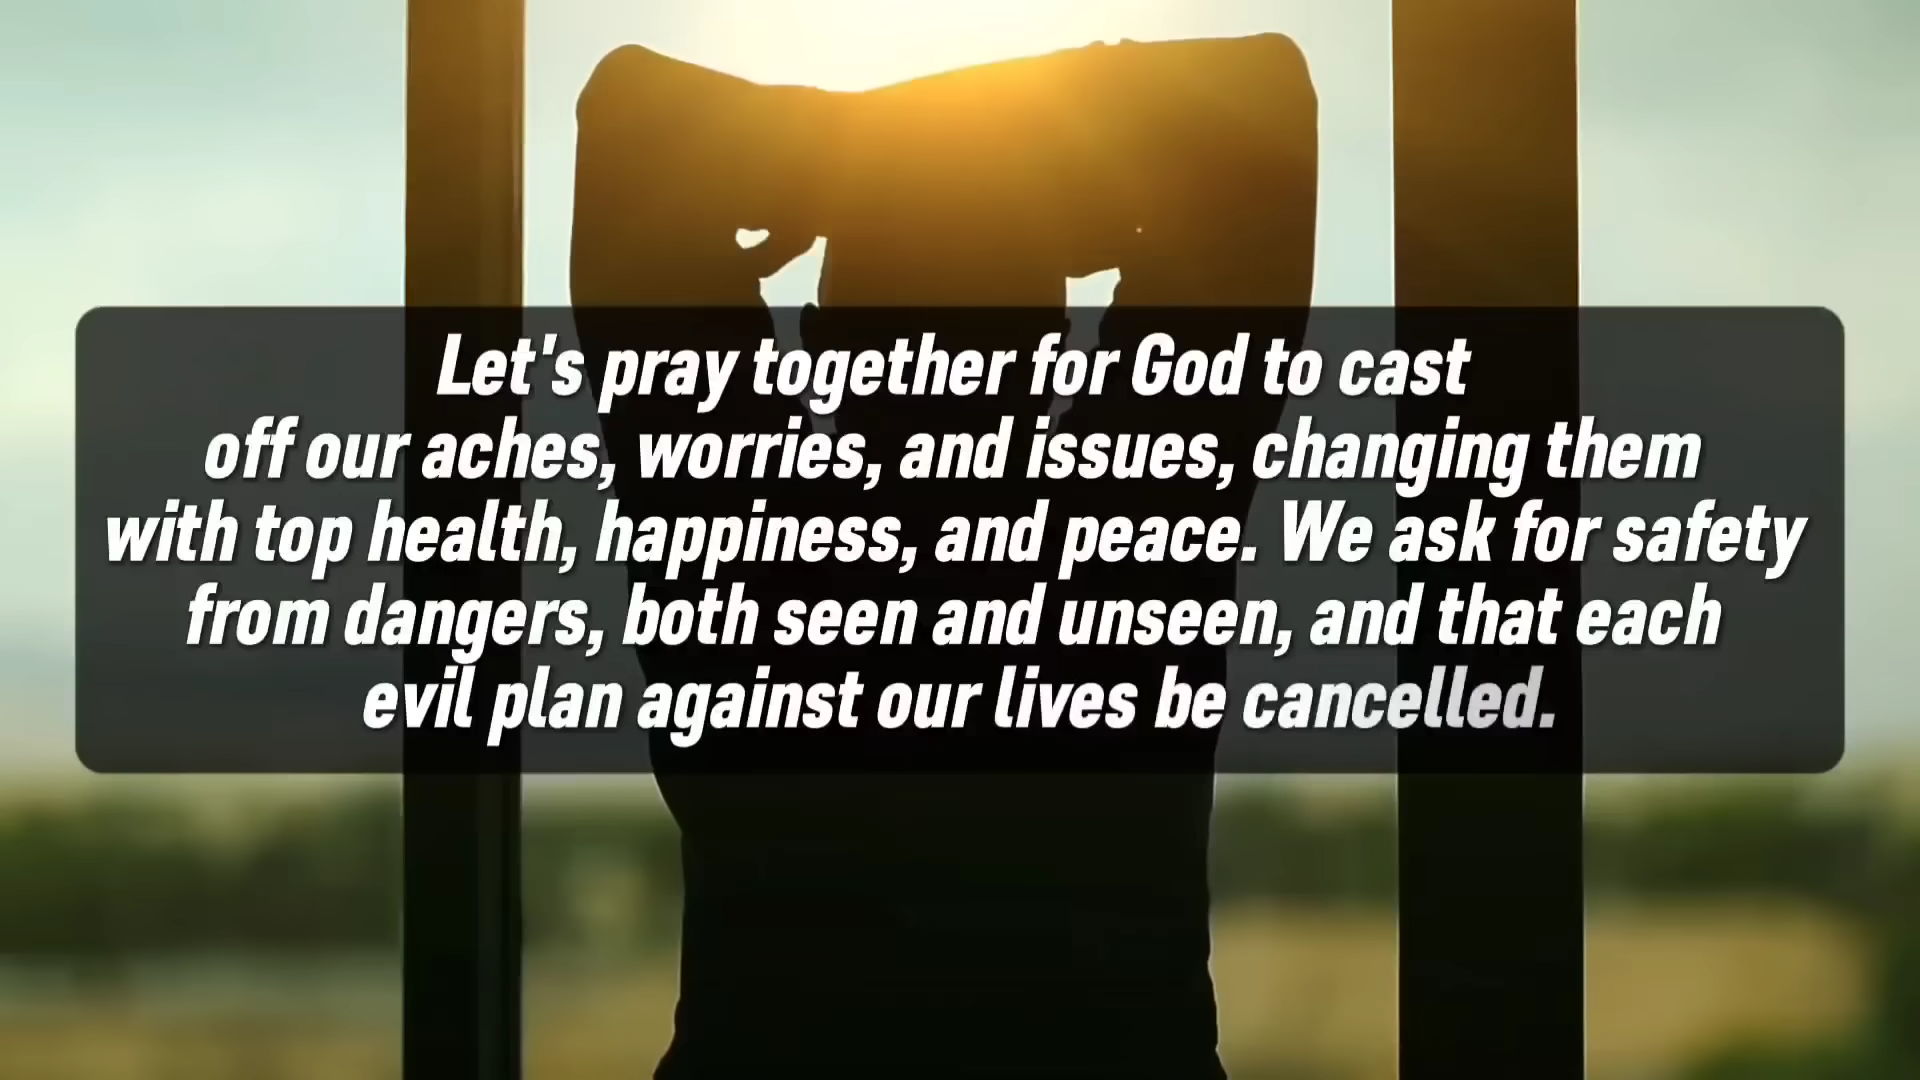 Let's pray together for God to cast
off our aches, worries, and issues, changing them
with top health, happiness, and peace. We ask for safety
from dangers, both seen and unseen, and that each
evil plan against our lives be cancelled.